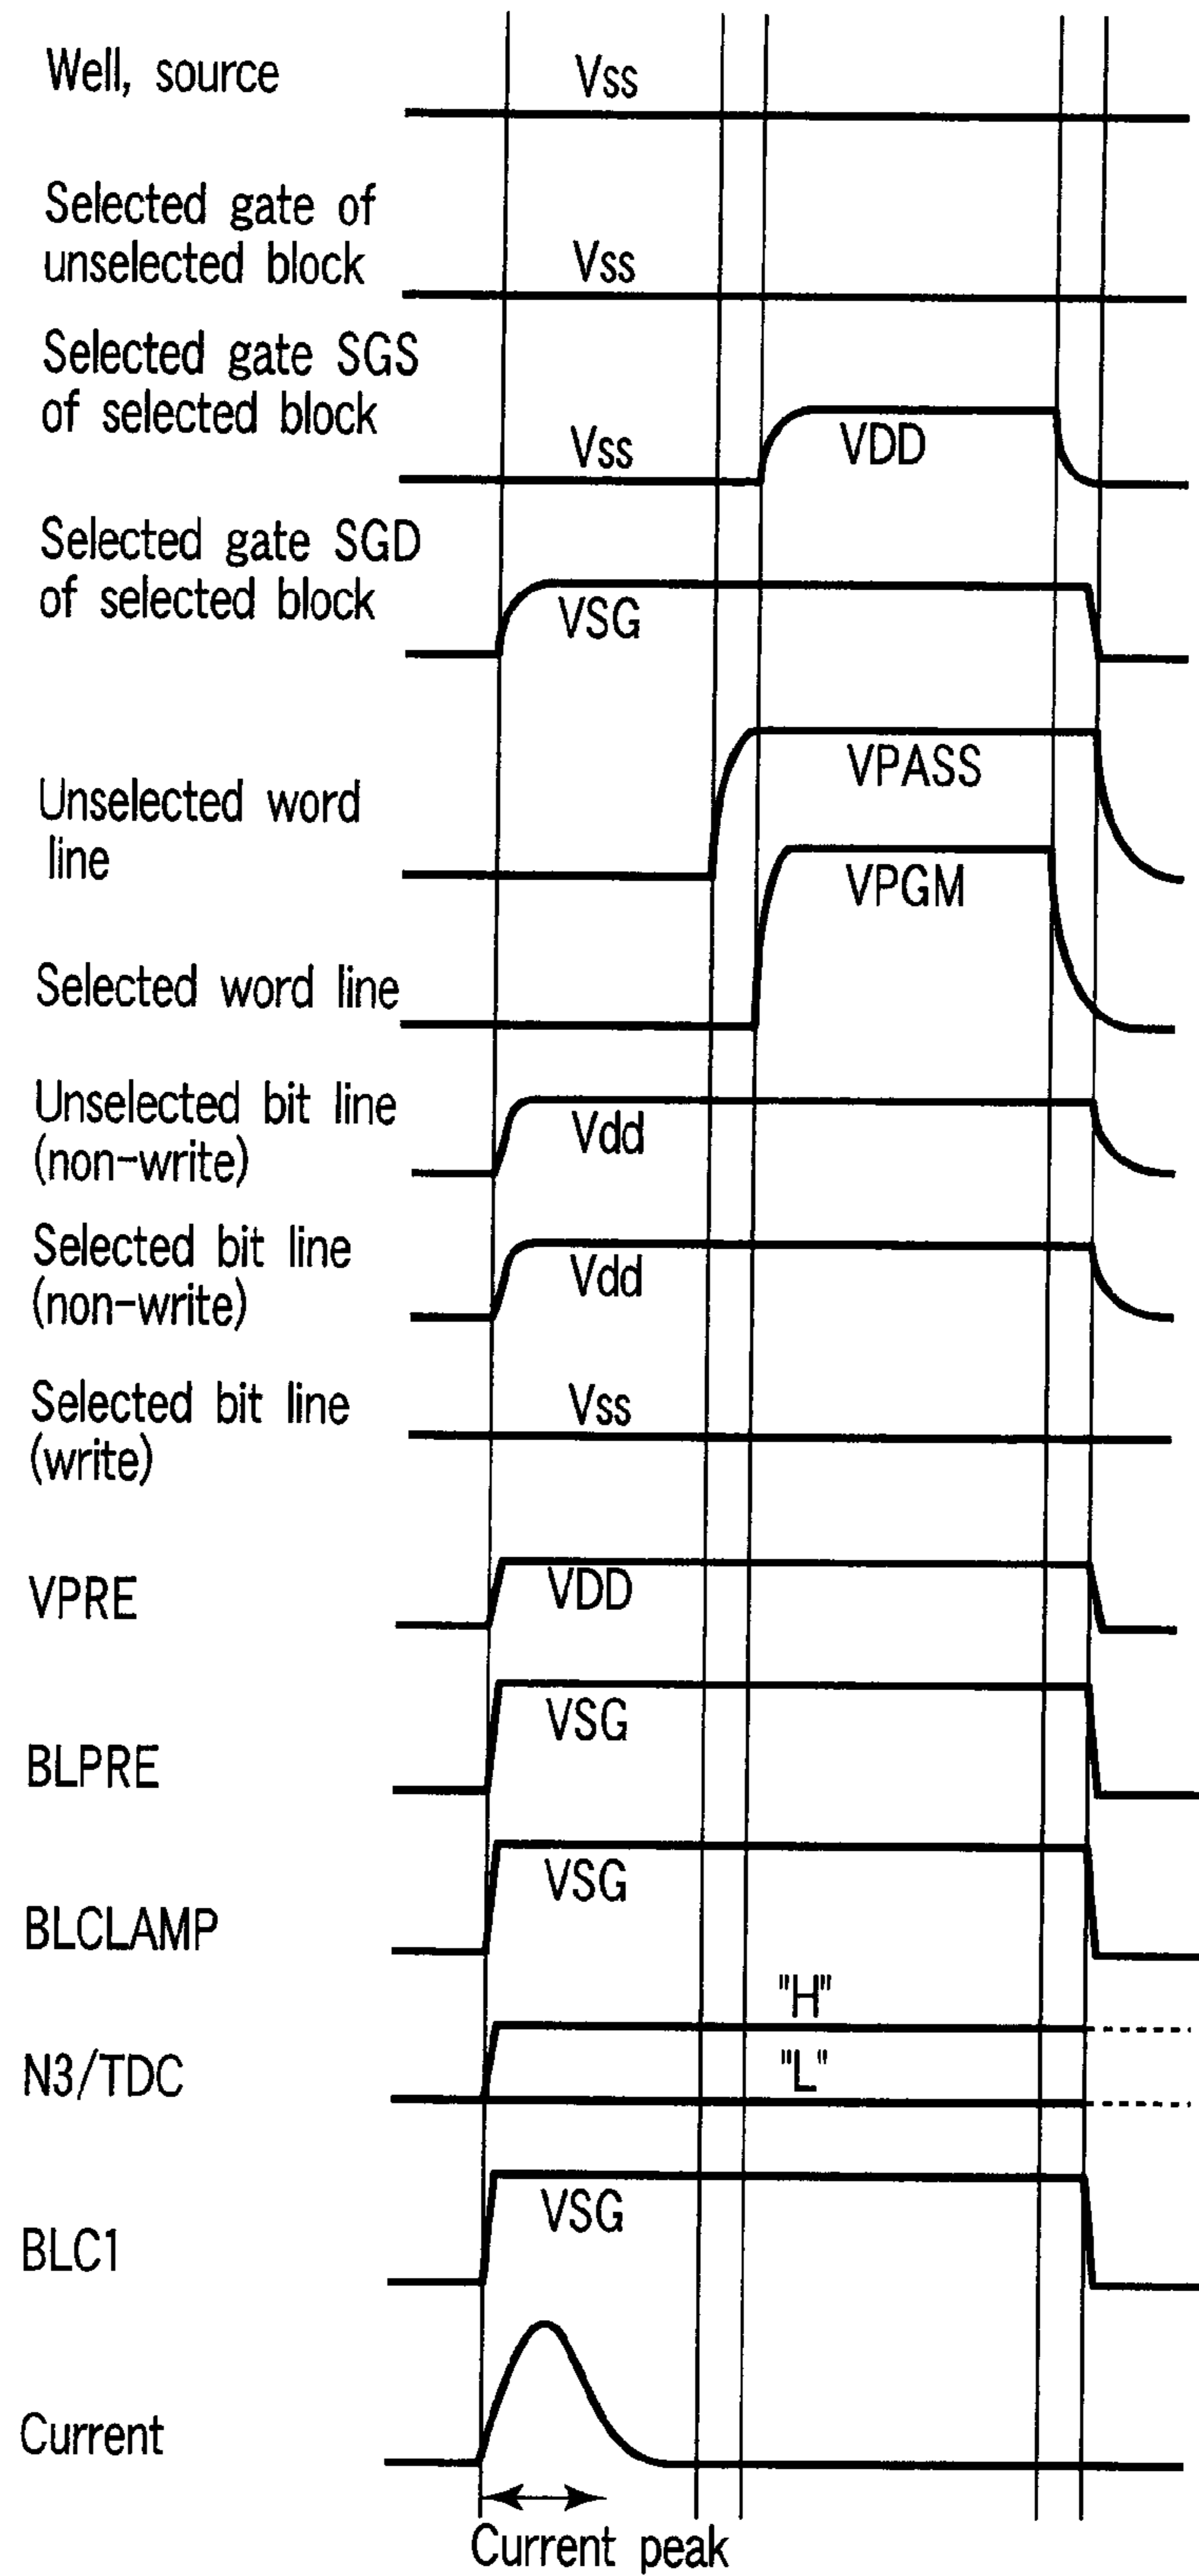 Well, source
Vss
Selected gate of
unselected block
Vss
Selected gate SGS
of selected block
Vss
VDD
Selected gate SGD
of selected block
VSG
Unselected word
line
VPASS
VPGM
Selected word line
Unselected bit line
(non-write)
Vdd
Selected bit line
(non-write)
Vdd
Selected bit line
(write)
Vss
VPRE
VDD
BLPRE
VSG
BLCLAMP
VSG
N3/TDC
"H"
"L"
BLC1
VSG
Current
Current peak